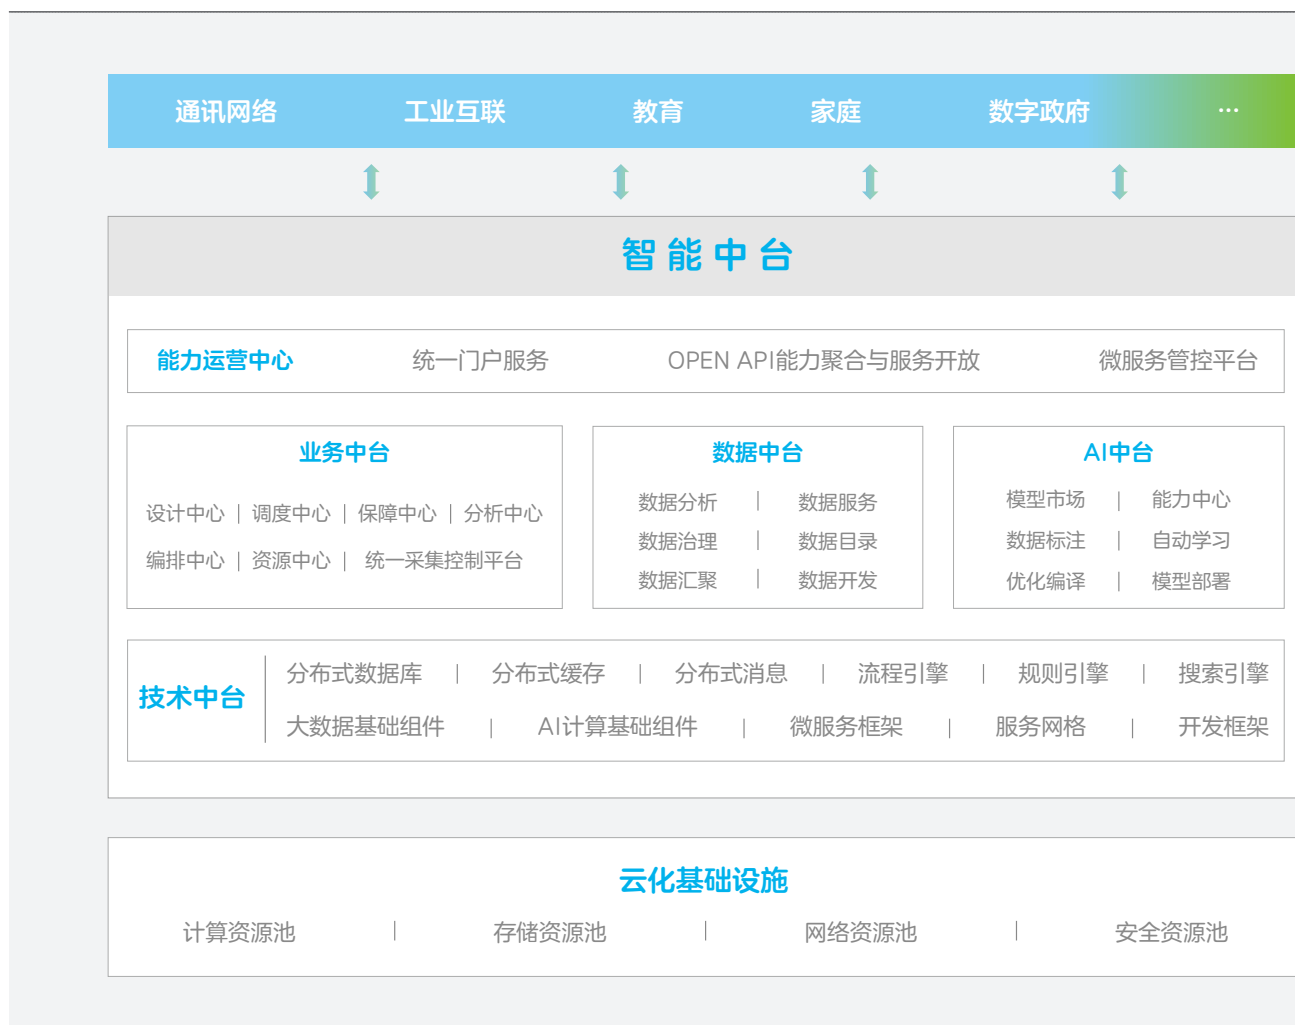 通讯网络 工业互联 教育 家庭 数字政府 ···
智能中台
能力运营中心 统一门户服务 OPEN API能力聚合与服务开放 微服务管控平台
业务中台
设计中心 | 调度中心 | 保障中心 | 分析中心
编排中心 | 资源中心 | 统一采集控制平台
数据中台
数据分析 | 数据服务
数据治理 | 数据目录
数据汇聚 | 数据开发
AI中台
模型市场 | 能力中心
数据标注 | 自动学习
优化编译 | 模型部署
技术中台
分布式数据库 | 分布式缓存 | 分布式消息 | 流程引擎 | 规则引擎 | 搜索引擎
大数据基础组件 | AI计算基础组件 | 微服务框架 | 服务网格 | 开发框架
云化基础设施
计算资源池 | 存储资源池 | 网络资源池 | 安全资源池